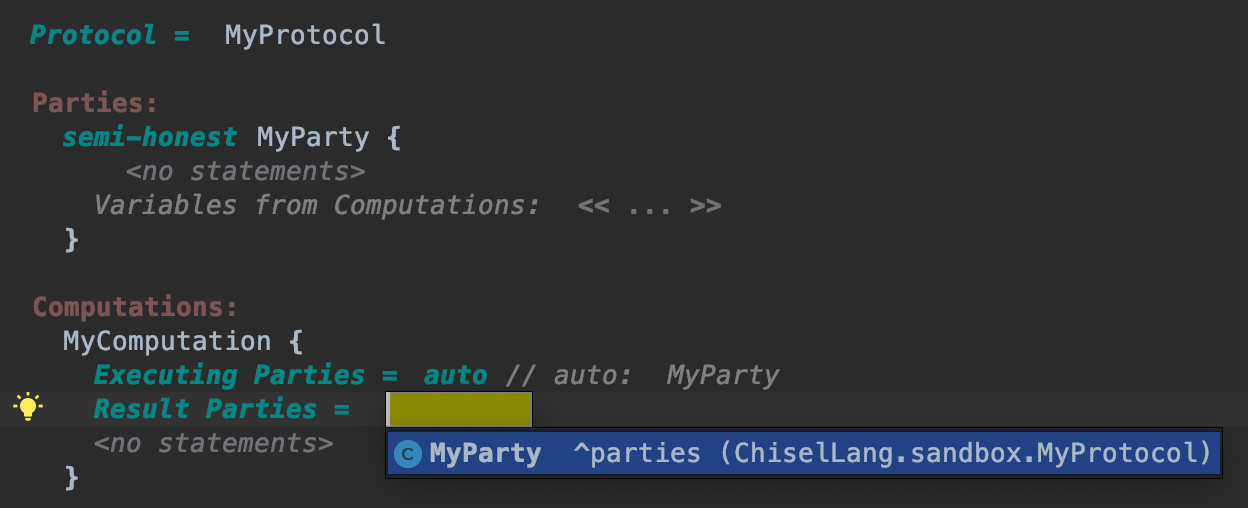 Protocol = MyProtocol
Parties:
semi-honest MyParty {
<no statements>
Variables from Computations: << ... >>
}
Computations:
MyComputation {
Executing Parties = auto // auto: MyParty
Result Parties =
<no statements>
C MyParty ^parties (ChiselLang.sandbox.MyProtocol)
}